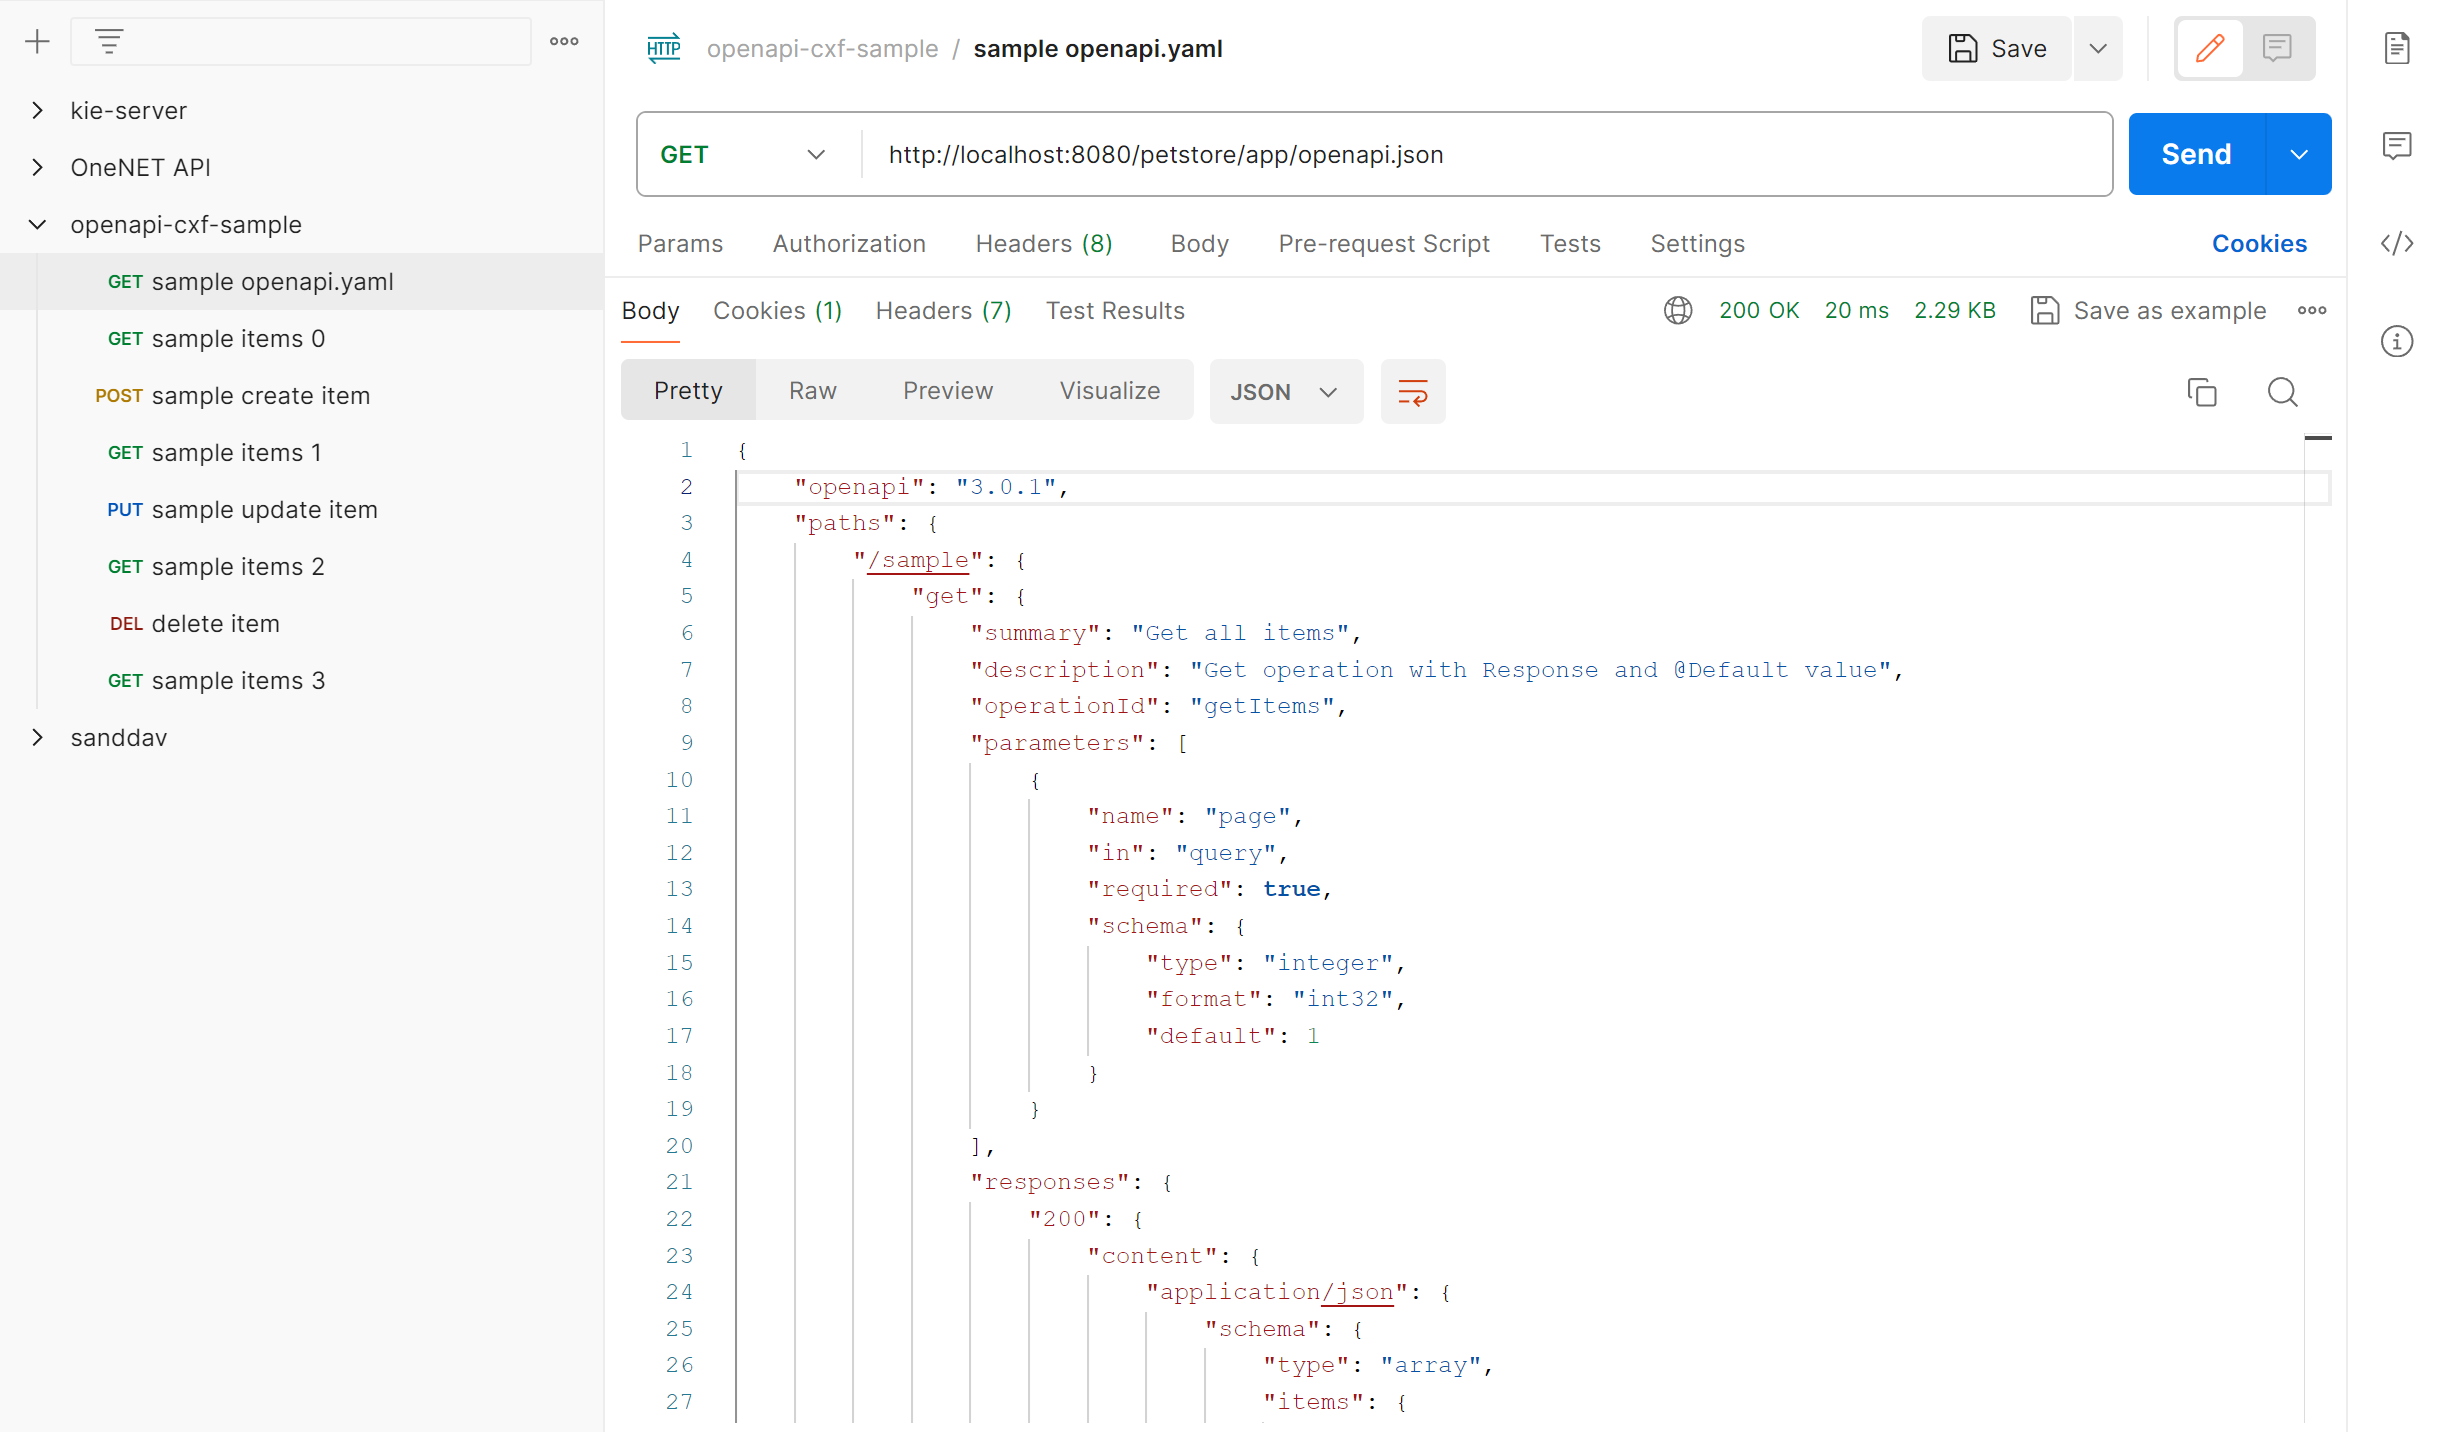 kie-server
OneNET API
openapi-cxf-sample
GET sample openapi.yaml
GET sample items 0
POST sample create item
GET sample items 1
PUT sample update item
GET sample items 2
DEL delete item
GET sample items 3
sanddav
HTTP openapi-cxf-sample / sample openapi.yaml Save
GET http://localhost:8080/petstore/app/openapi.json Send
Params Authorization Headers (8) Body Pre-request Script Tests Settings Cookies
Body Cookies (1) Headers (7) Test Results 200 OK 20 ms 2.29 KB Save as example
Pretty Raw Preview Visualize JSON
1 {
2 "openapi": "3.0.1",
3 "paths": {
4 "/sample": {
5 "get": {
6 "summary": "Get all items",
7 "description": "Get operation with Response and @Default value",
8 "operationId": "getItems",
9 "parameters": [
10 {
11 "name": "page",
12 "in": "query",
13 "required": true,
14 "schema": {
15 "type": "integer",
16 "format": "int32",
17 "default": 1
18 }
19 }
20 ],
21 "responses": {
22 "200": {
23 "content": {
24 "application/json": {
25 "schema": {
26 "type": "array",
27 "items": {